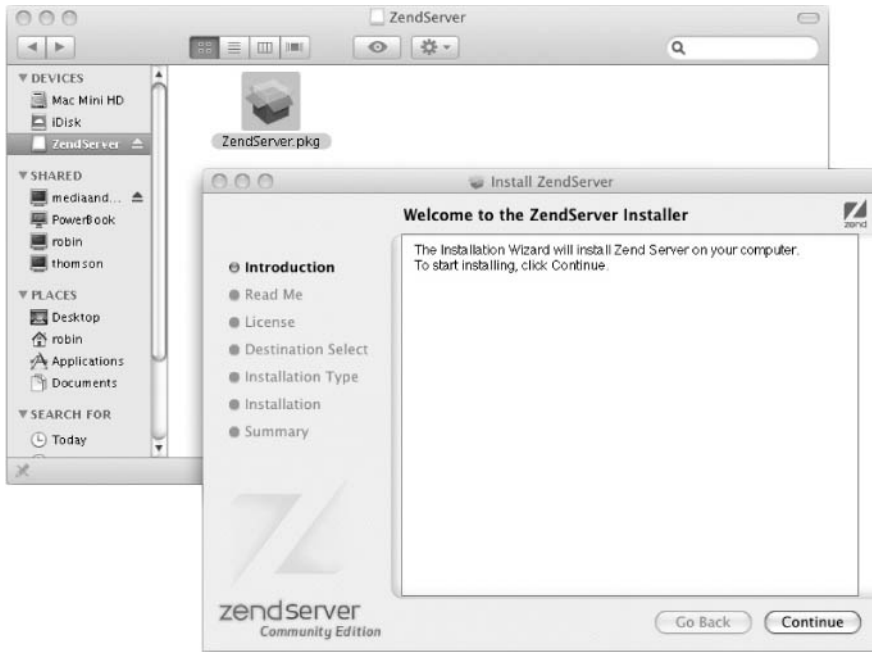 ZendServer
DEVICES
Mac Mini HD
iDisk
ZendServer
SHARED
mediaand...
PowerBook
robin
thomson
PLACES
Desktop
robin
Applications
Documents
SEARCH FOR
Today
ZendServer.pkg
Install ZendServer
Welcome to the ZendServer Installer
zend
Introduction
Read Me
License
Destination Select
Installation Type
Installation
Summary
The Installation Wizard will install Zend Server on your computer.
To start installing, click Continue.
zendserver
Community Edition
Go Back
Continue